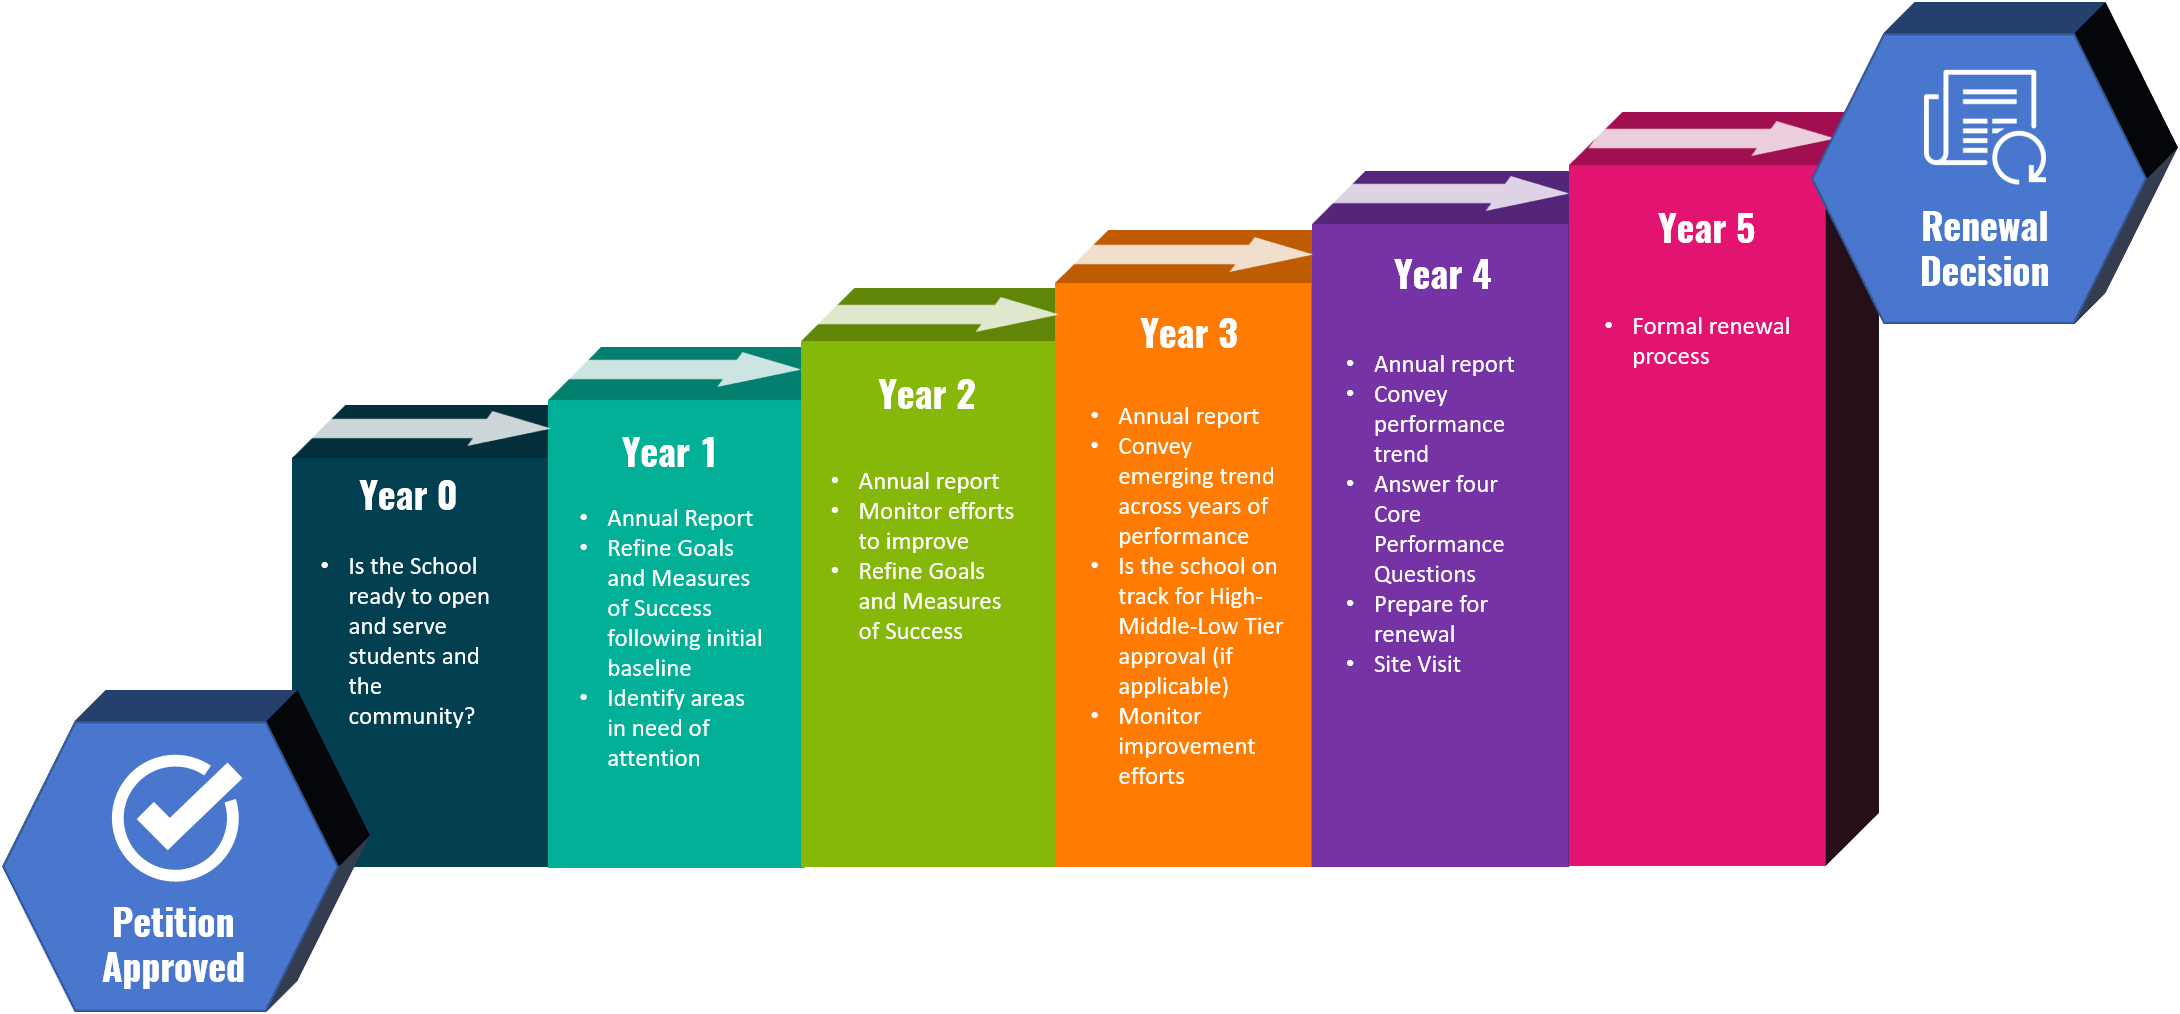 Petition
Approved
Year 0
• Is the School
ready to open
and serve
students and
the
community?
Year 1
• Annual Report
• Refine Goals
and Measures
of Success
following initial
baseline
• Identify areas
in need of
attention
Year 2
• Annual report
• Monitor efforts
to improve
• Refine Goals
and Measures
of Success
Year 3
• Annual report
• Convey
emerging trend
across years of
performance
• Is the school on
track for High-
Middle-Low Tier
approval (if
applicable)
• Monitor
improvement
efforts
Year 4
• Annual report
• Convey
performance
trend
• Answer four
Core
Performance
Questions
• Prepare for
renewal
• Site Visit
Year 5
• Formal renewal
process
Renewal
Decision